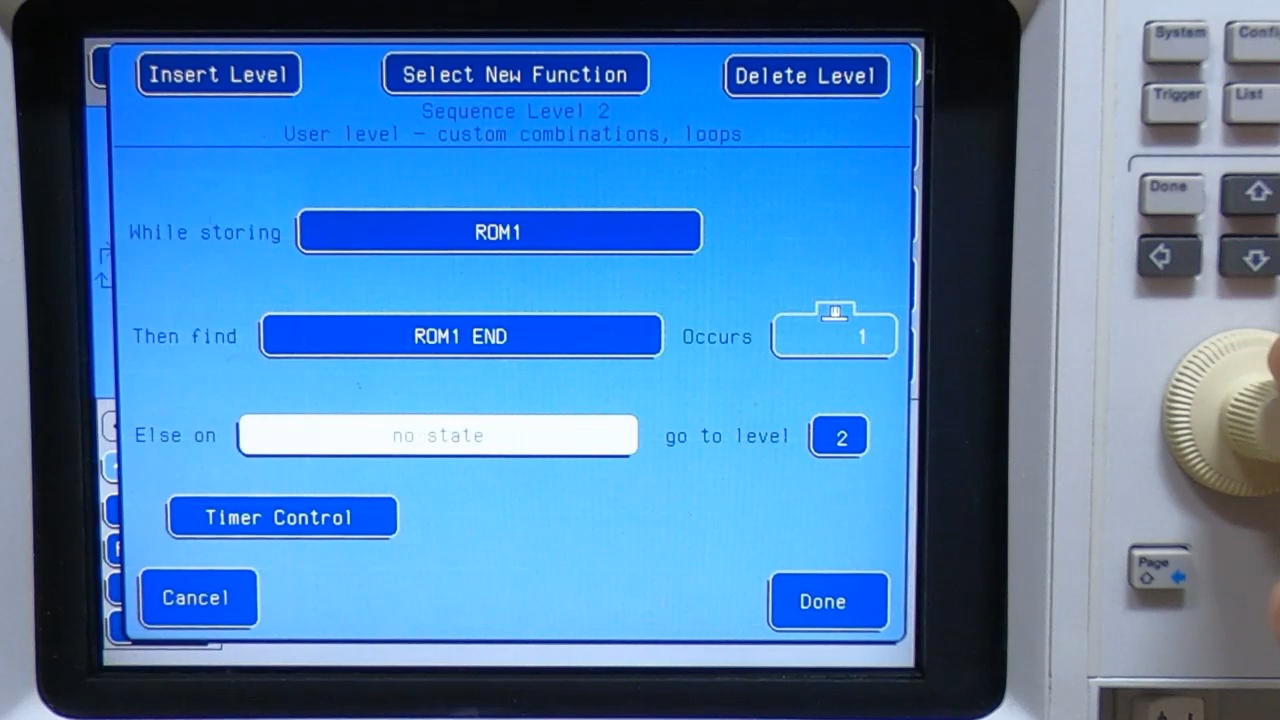 Insert Level
Select New Function
Delete Level
Sequence Level 2
User level - custom combinations, loops
While storing
ROM1
Then find
ROM1 END
Occurs
1
Else on
no state
go to level
2
Timer Control
Cancel
Done
System
Trigger
List
Done
Page